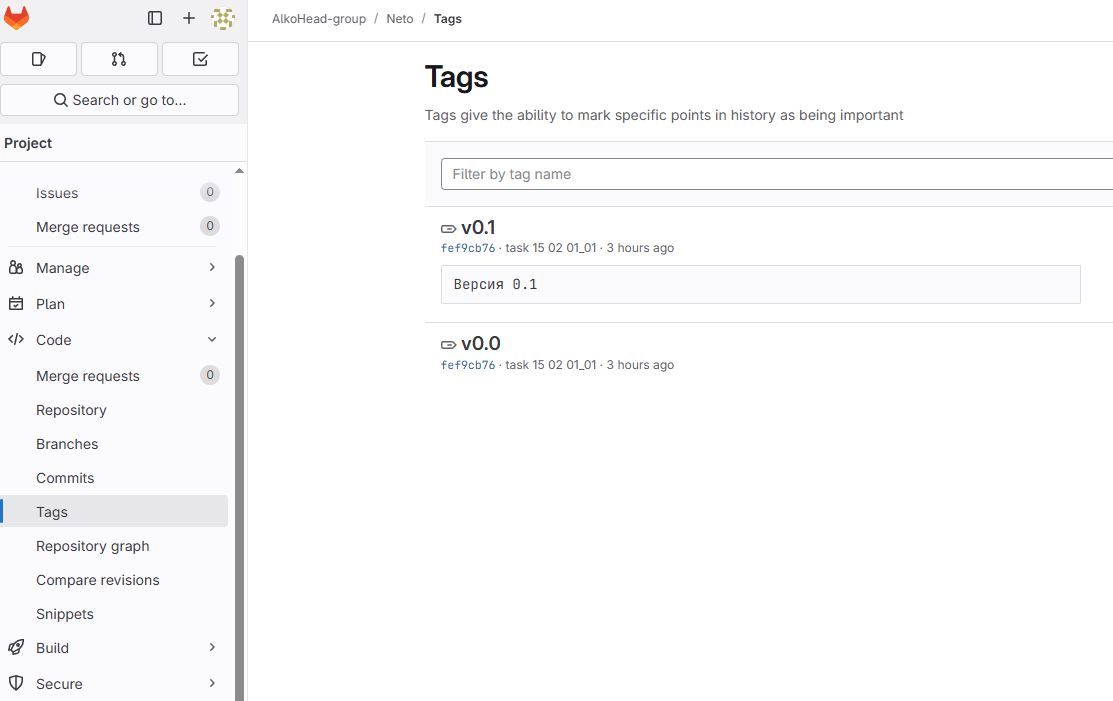 AlkoHead-group / Neto / Tags
Search or go to...
Project
Issues 0
Merge requests 0
Manage
Plan
Code
Merge requests 0
Repository
Branches
Commits
Tags
Repository graph
Compare revisions
Snippets
Build
Secure
Tags
Tags give the ability to mark specific points in history as being important
Filter by tag name
v0.1
fef9cb76 · task 15 02 01_01 · 3 hours ago
Версия 0.1
v0.0
fef9cb76 · task 15 02 01_01 · 3 hours ago